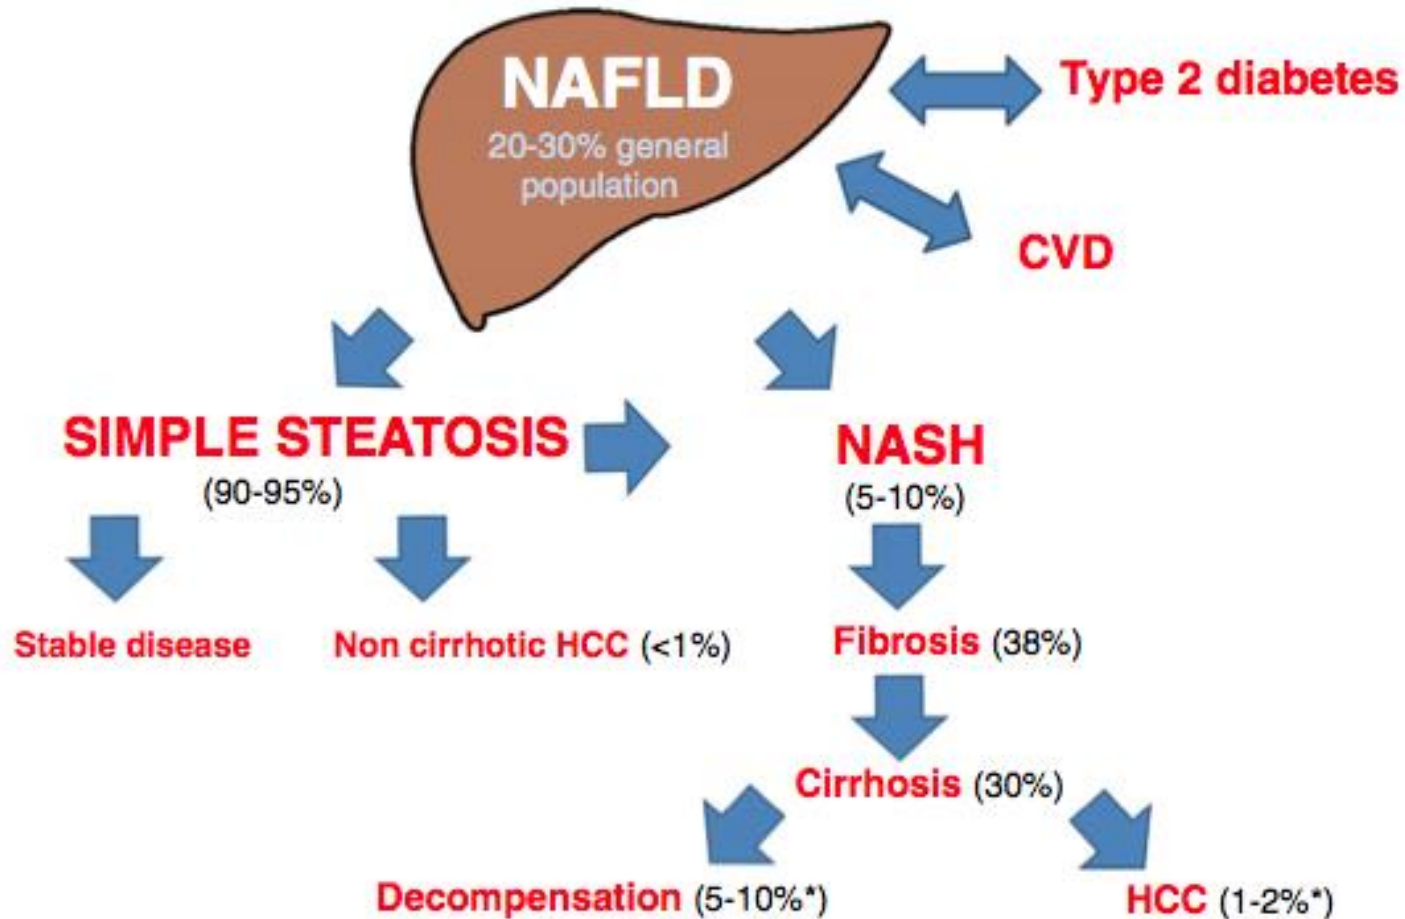 NAFLD
20-30% general
population
Type 2 diabetes
CVD
SIMPLE STEATOSIS
(90-95%)
NASH
(5-10%)
Stable disease
Non cirrhotic HCC (<1%)
Fibrosis (38%)
Cirrhosis (30%)
Decompensation (5-10%*)
HCC (1-2%*)